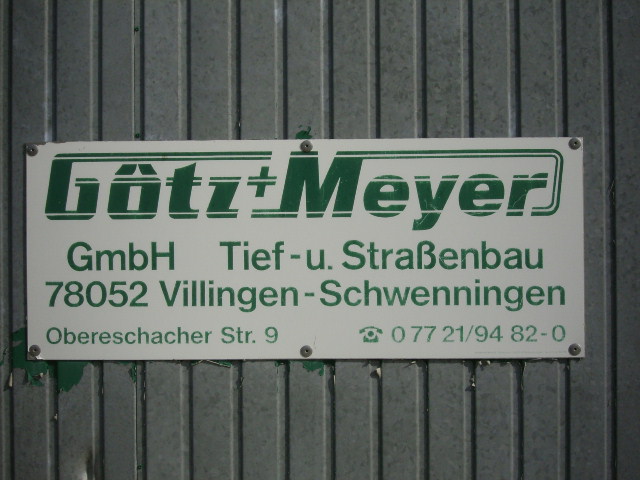 Götz+Meyer
GmbH Tief-u. Straßenbau
78052 Villingen-Schwenningen
Obereschacher Str. 9 ☎ 0 77 21/94 82-0